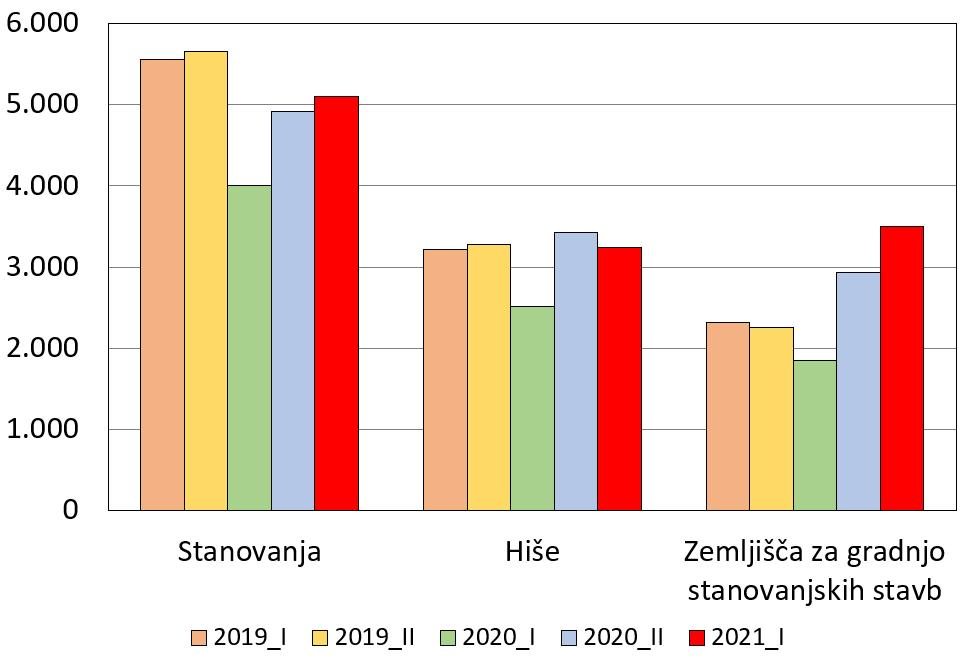 6.000
5.000
4.000
3.000
2.000
1.000
0
Stanovanja
Hiše
Zemljišča za gradnjo
stanovanjskih stavb
2019_I 2019_II 2020_I 2020_II 2021_I